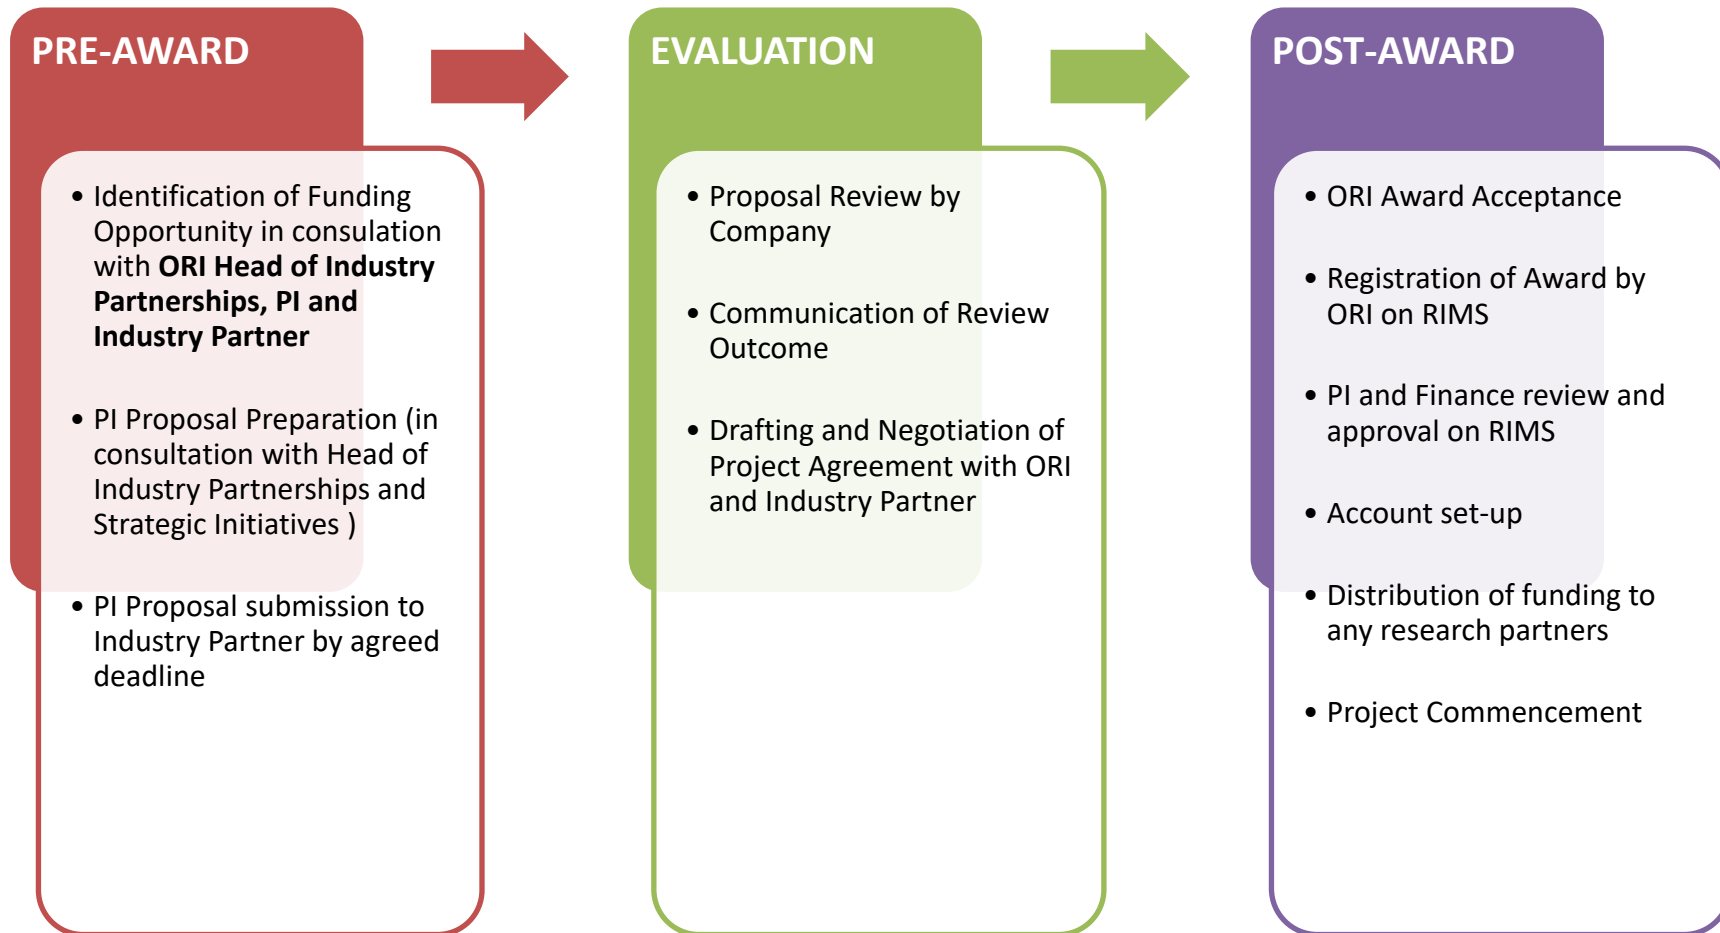 PRE-AWARD
• Identification of Funding
Opportunity in consulation
with ORI Head of Industry
Partnerships, PI and
Industry Partner
• PI Proposal Preparation (in
consultation with Head of
Industry Partnerships and
Strategic Initiatives )
• PI Proposal submission to
Industry Partner by agreed
deadline
EVALUATION
• Proposal Review by
Company
• Communication of Review
Outcome
• Drafting and Negotiation of
Project Agreement with ORI
and Industry Partner
POST-AWARD
• ORI Award Acceptance
• Registration of Award by
ORI on RIMS
• PI and Finance review and
approval on RIMS
• Account set-up
• Distribution of funding to
any research partners
• Project Commencement